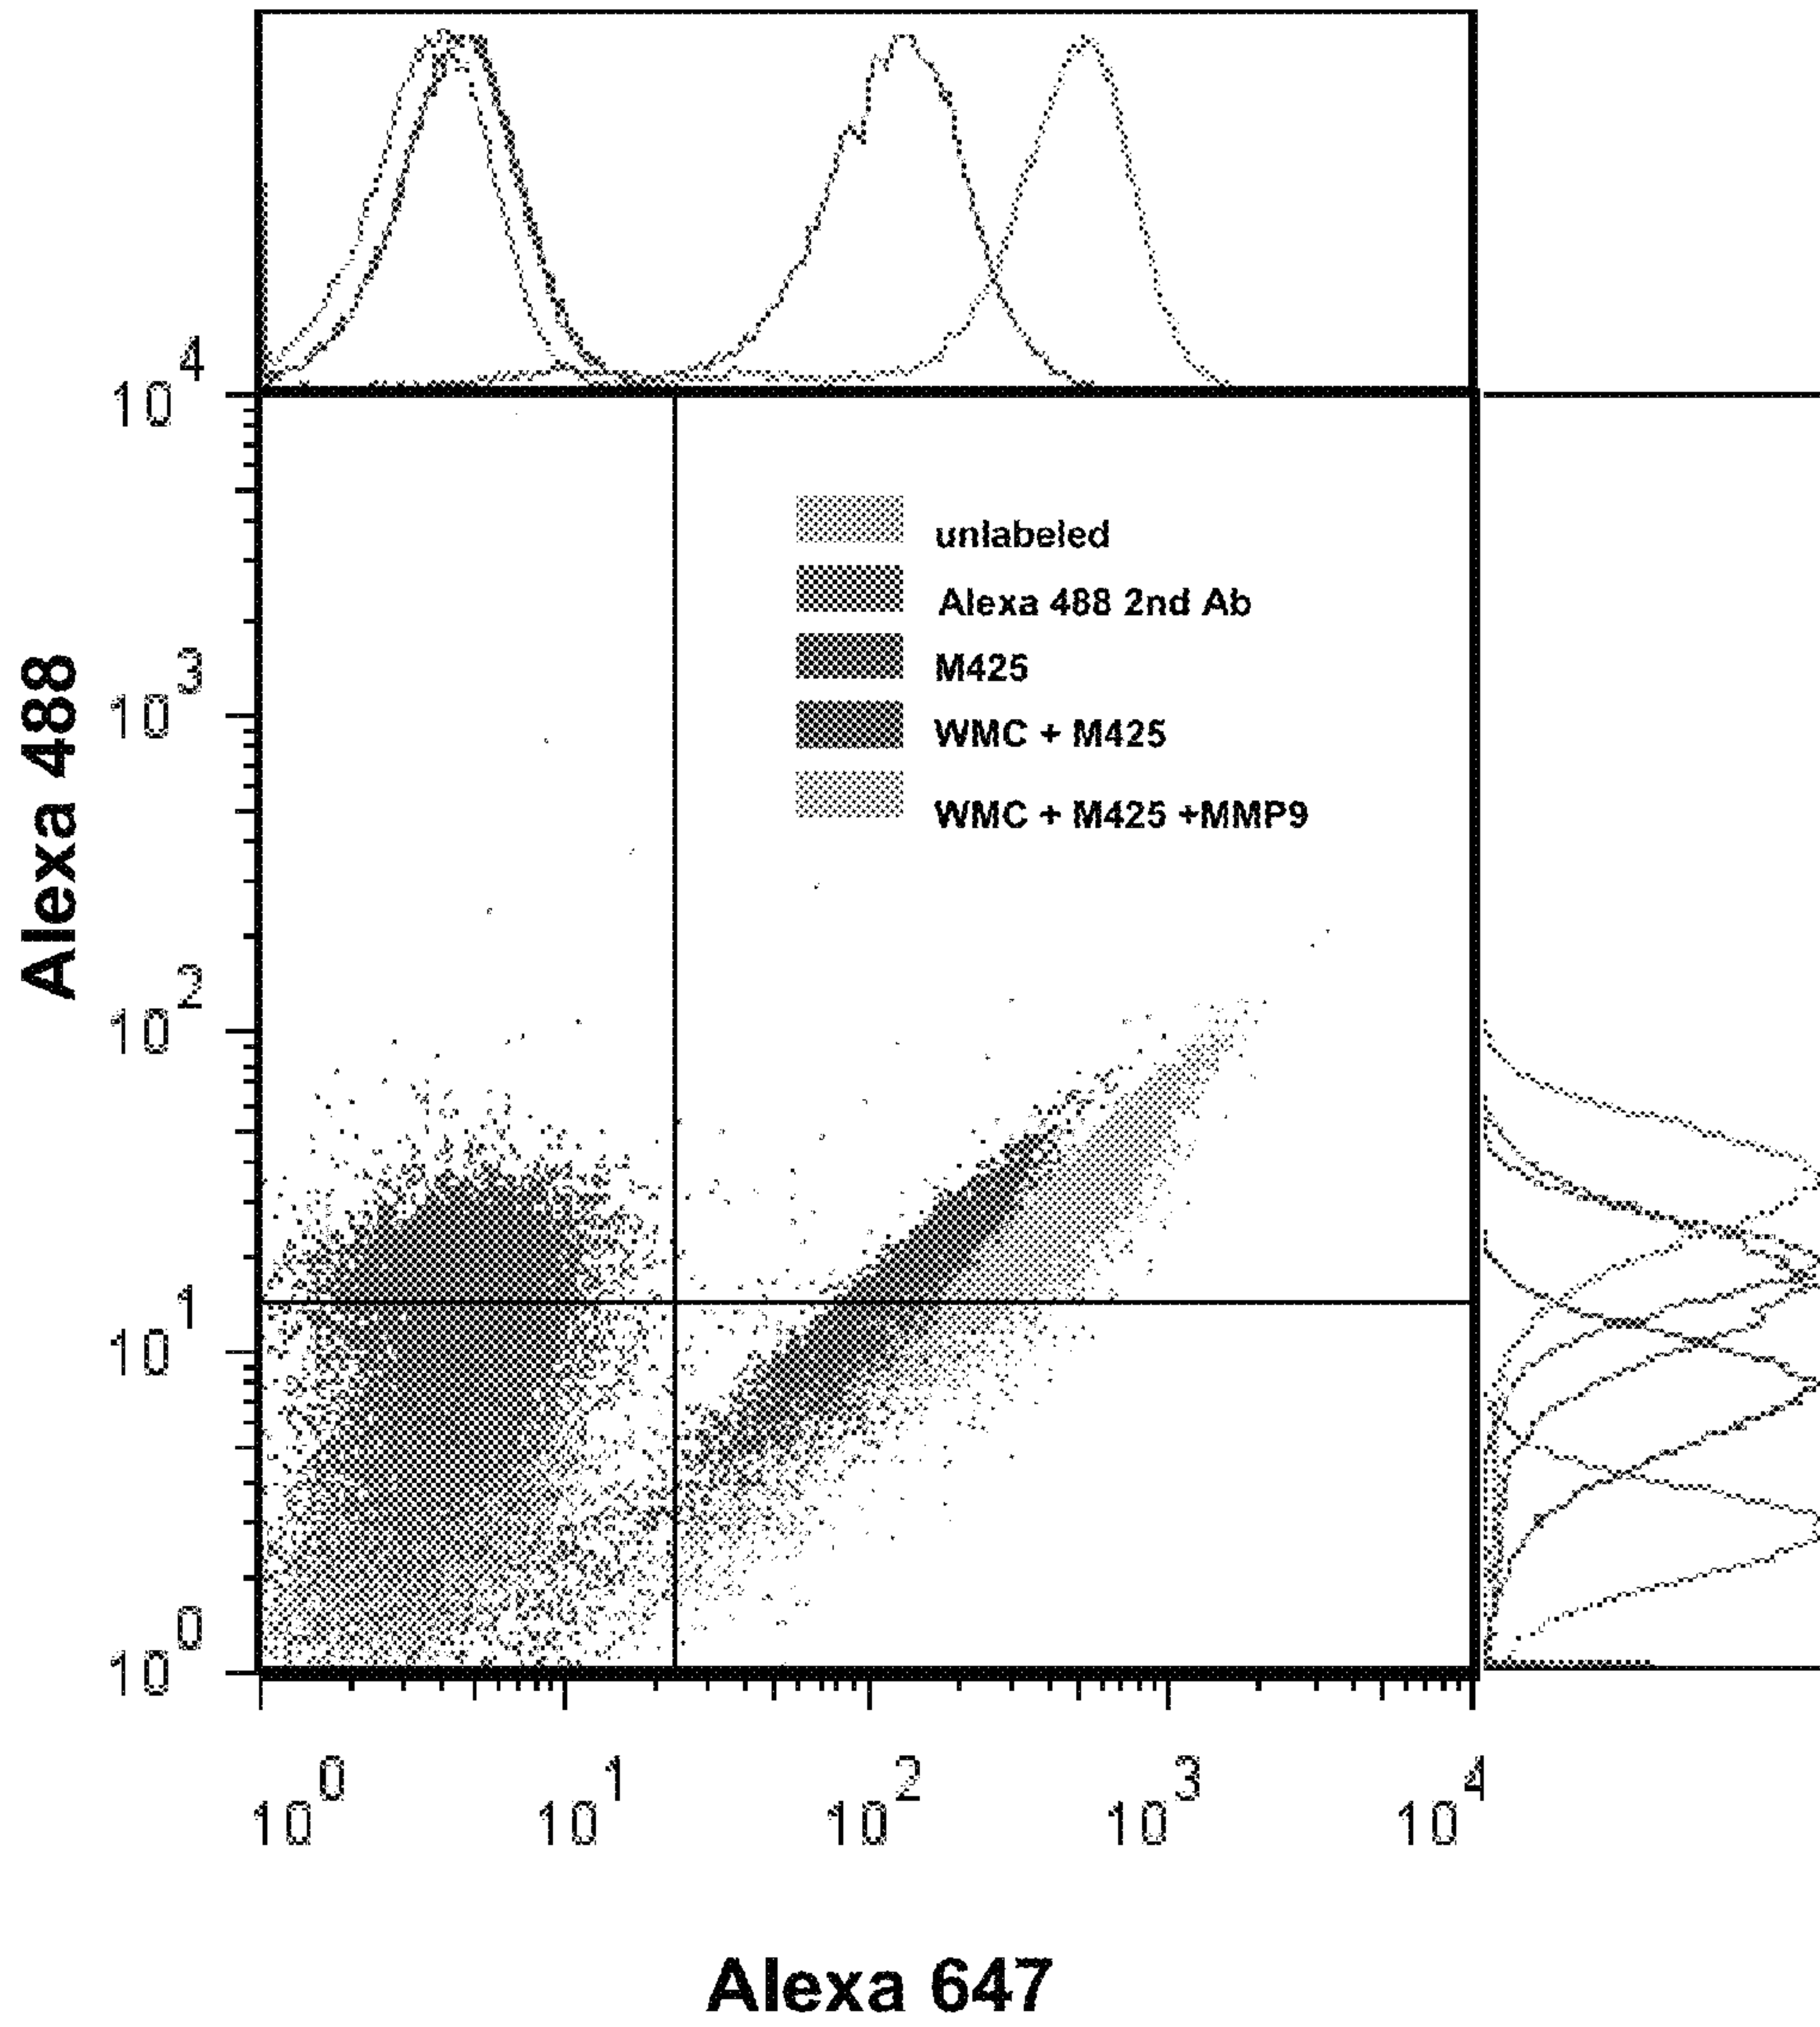 unlabeled
Alexa 488 2nd Ab
M425
WMC + M425
WMC + M425 +MMP9
Alexa 488
10^4
10^3
10^2
10^1
10^0
10^0 10^1 10^2 10^3 10^4
Alexa 647